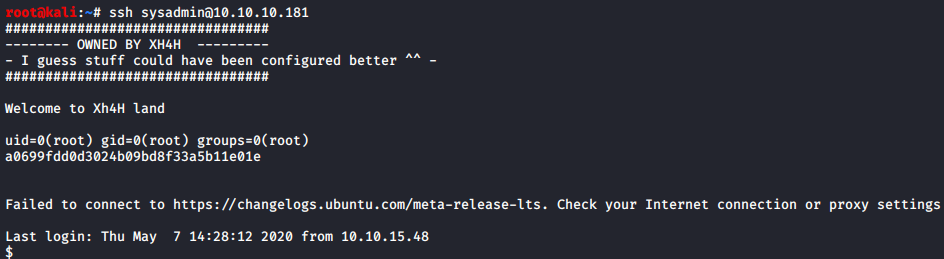 root@kali:~# ssh sysadmin@10.10.10.181
#################################
-------- OWNED BY XH4H  ---------
- I guess stuff could have been configured better ^^ -
#################################
Welcome to Xh4H land
uid=0(root) gid=0(root) groups=0(root)
a0699fdd0d3024b09bd8f33a5b11e01e
Failed to connect to https://changelogs.ubuntu.com/meta-release-lts. Check your Internet connection or proxy settings
Last login: Thu May  7 14:28:12 2020 from 10.10.15.48
$